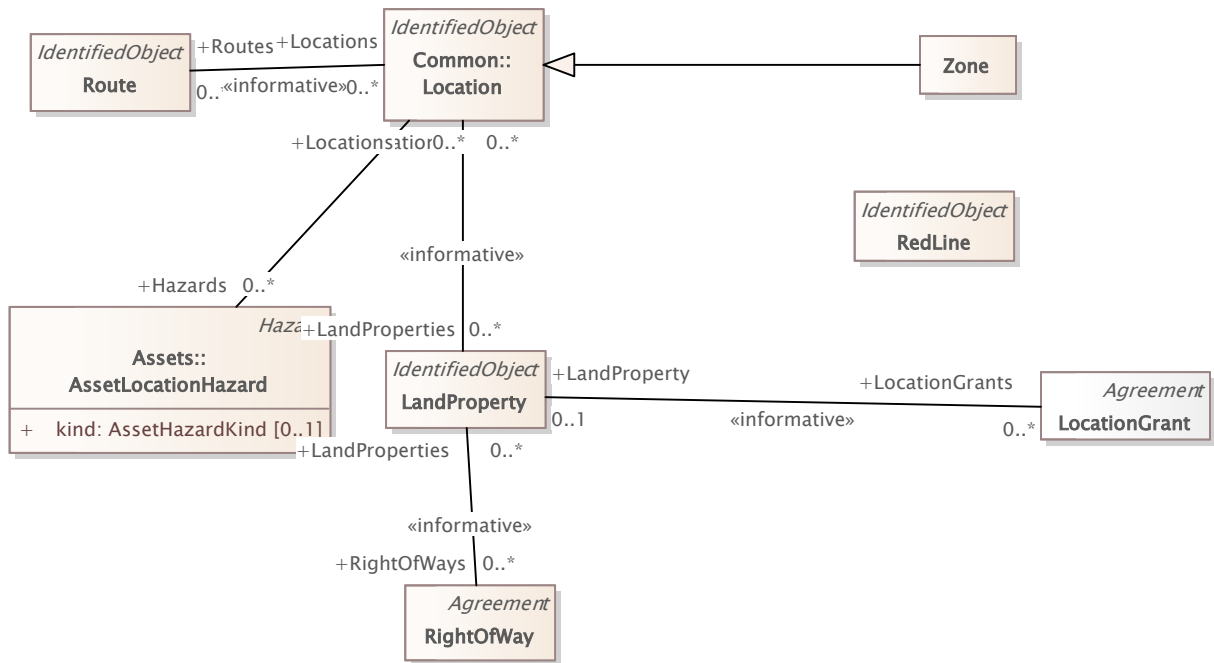 IdentifiedObject
Route
+Routes
+Locations
0..
«informative»
0..*
IdentifiedObject
Common::
Location
Zone
+Locations
0..*
0..*
IdentifiedObject
RedLine
«informative»
+Hazards
0..*
Assets::
AssetLocationHazard
+ kind: AssetHazardKind [0..1]
+LandProperties
0..*
IdentifiedObject
LandProperty
+LandProperty
0..1
«informative»
+LocationGrants
0..*
Agreement
LocationGrant
+LandProperties
0..*
«informative»
+RightOfWays
0..*
Agreement
RightOfWay